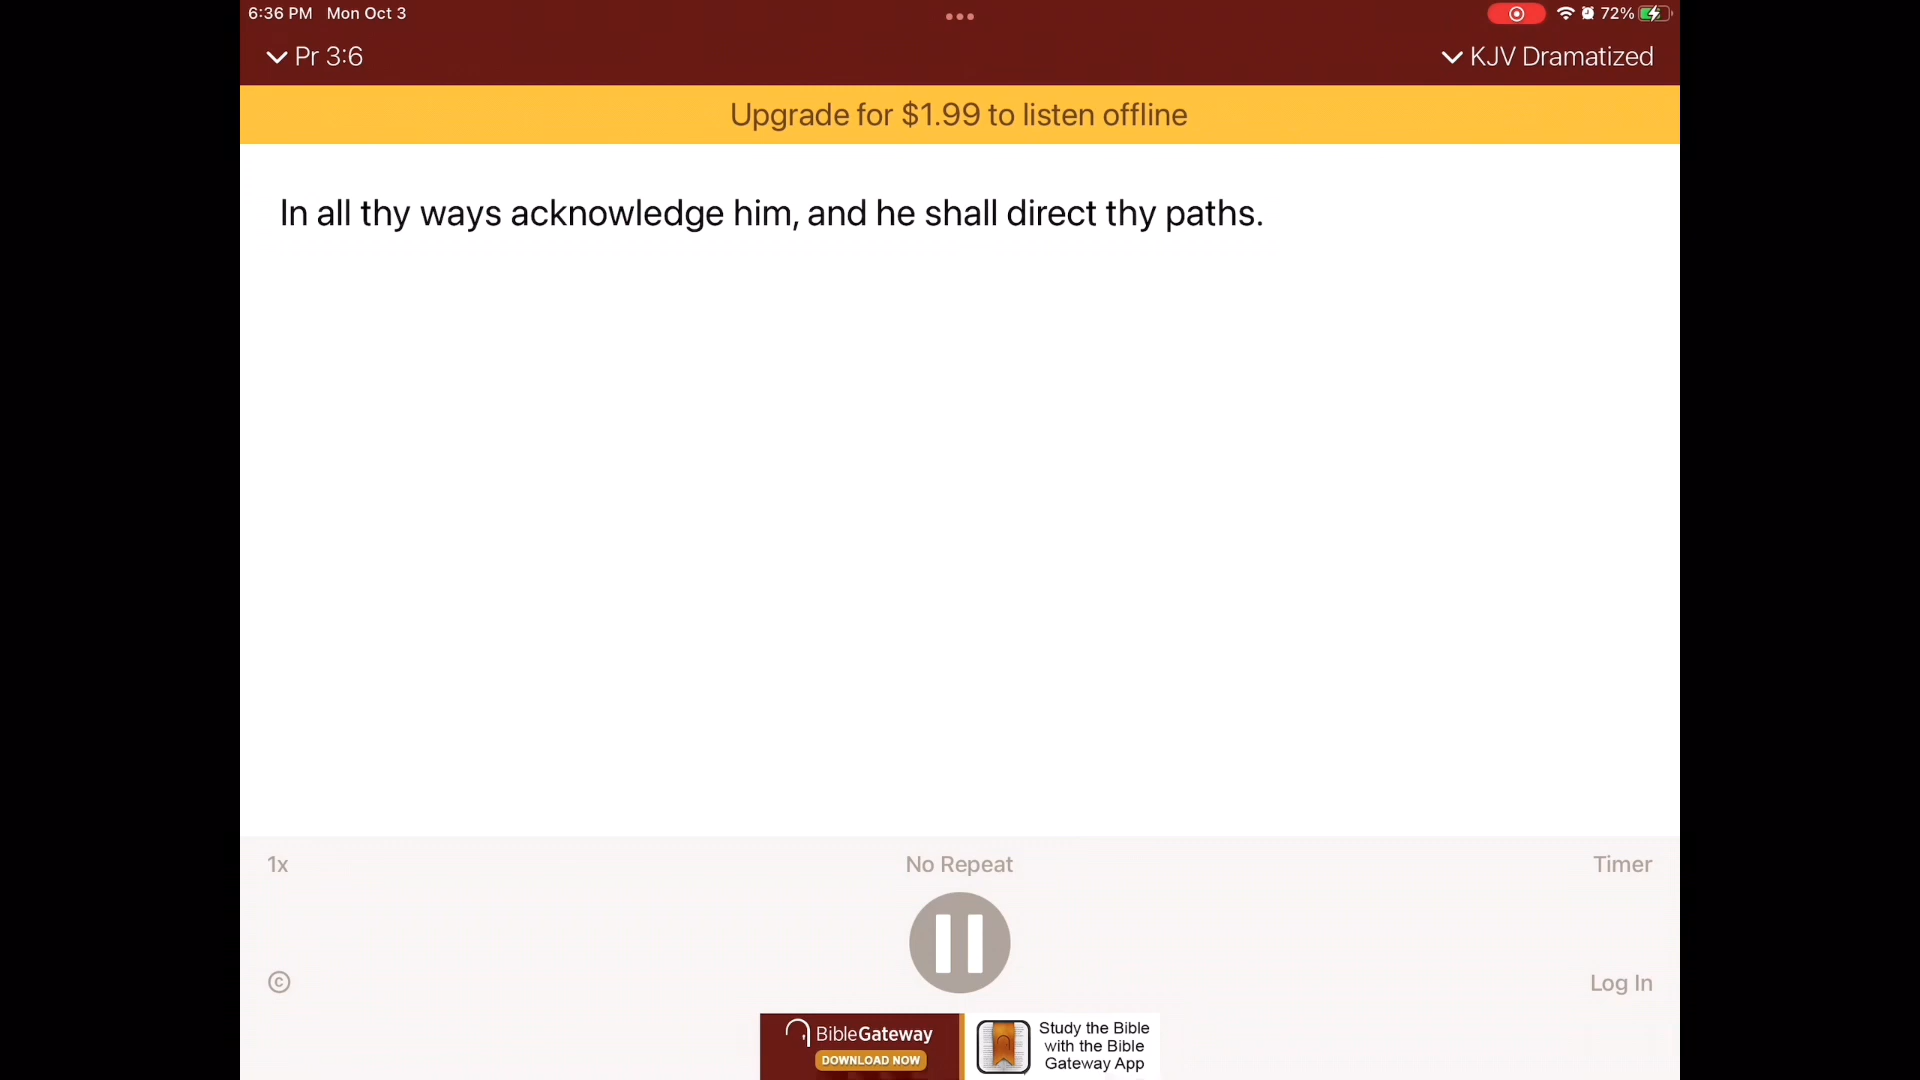 6:36 PM Mon Oct 3
72%
Pr 3:6
KJV Dramatized
Upgrade for $1.99 to listen offline
In all thy ways acknowledge him, and he shall direct thy paths.
1x
No Repeat
Timer
©
Log In
BibleGateway
DOWNLOAD NOW
Study the Bible
with the Bible
Gateway App